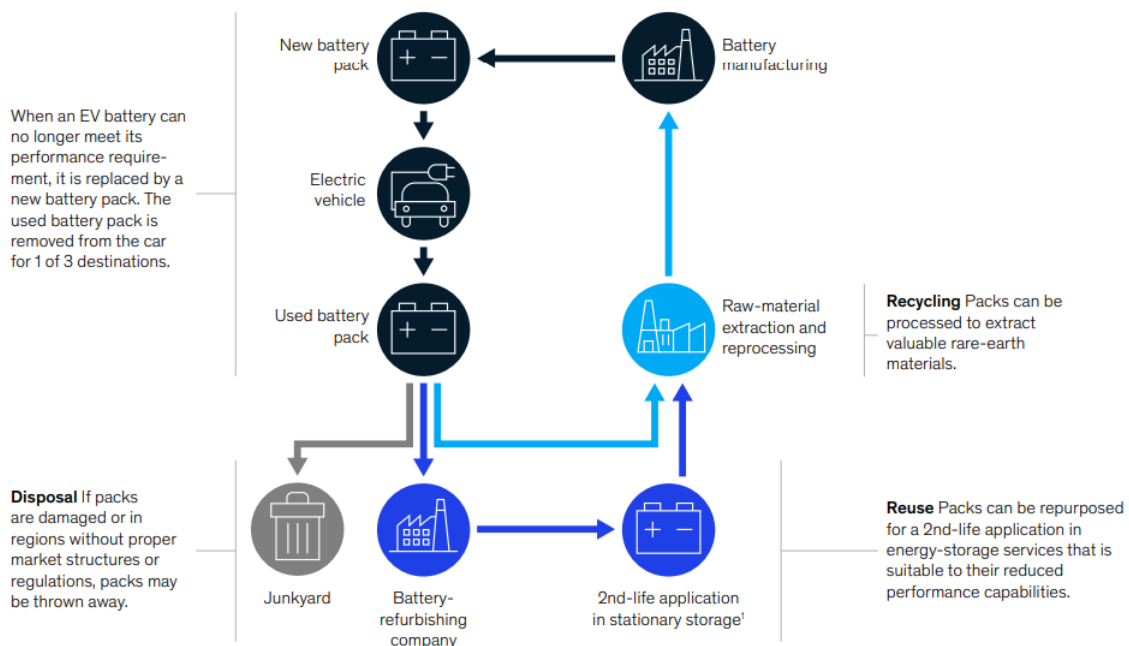 New battery
pack
Battery
manufacturing
When an EV battery can
no longer meet its
performance require-
ment, it is replaced by a
new battery pack. The
used battery pack is
removed from the car
for 1 of 3 destinations.
Electric
vehicle
Used battery
pack
Raw-material
extraction and
reprocessing
Recycling Packs can be
processed to extract
valuable rare-earth
materials.
Disposal If packs
are damaged or in
regions without proper
market structures or
regulations, packs may
be thrown away.
Junkyard
Battery-
refurbishing
company
2nd-life application
in stationary storage¹
Reuse Packs can be repurposed
for a 2nd-life application in
energy-storage services that is
suitable to their reduced
performance capabilities.